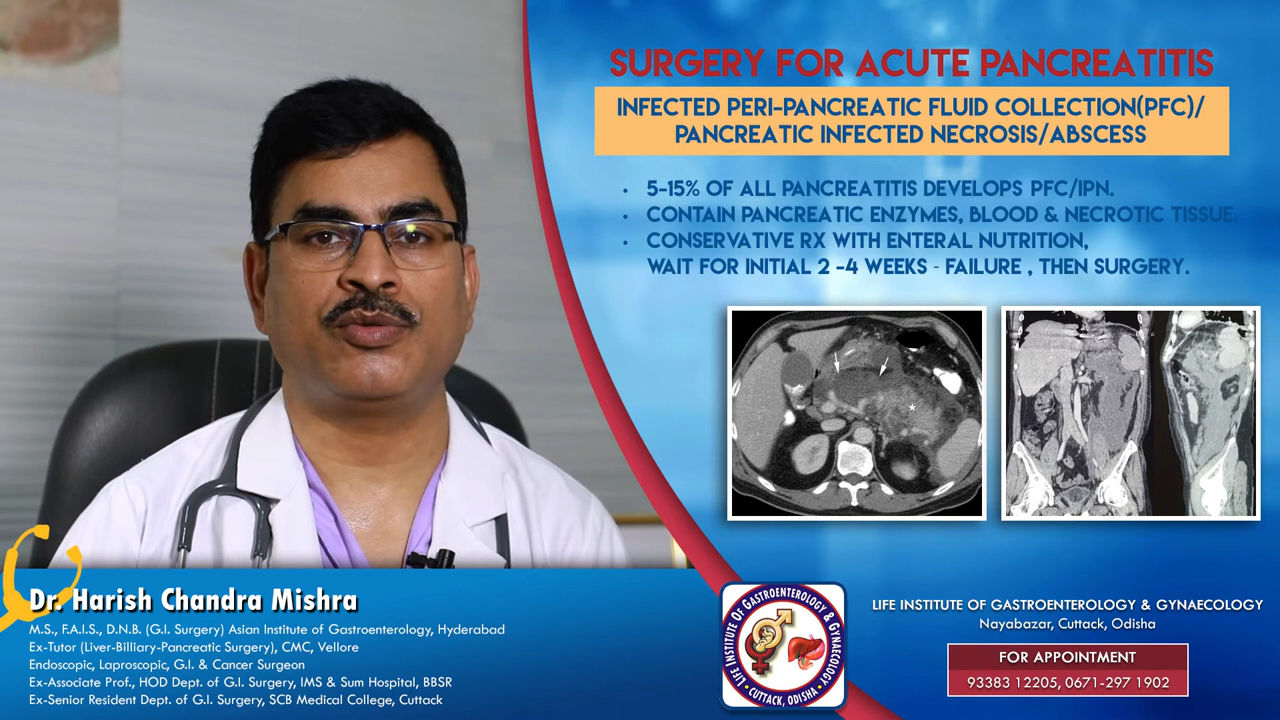 SURGERY FOR ACUTE PANCREATITIS
INFECTED PERI-PANCREATIC FLUID COLLECTION(PFC)/
PANCREATIC INFECTED NECROSIS/ABSCESS
• 5-15% OF ALL PANCREATITIS DEVELOPS PFC/IPN.
• CONTAIN PANCREATIC ENZYMES, BLOOD & NECROTIC TISSUE.
• CONSERVATIVE RX WITH ENTERAL NUTRITION,
WAIT FOR INITIAL 2 -4 WEEKS - FAILURE , THEN SURGERY.
Dr. Harish Chandra Mishra
M.S., F.A.I.S., D.N.B. (G.I. Surgery) Asian Institute of Gastroenterology, Hyderabad
Ex-Tutor (Liver-Billiary-Pancreatic Surgery), CMC, Vellore
Endoscopic, Laproscopic, G.I. & Cancer Surgeon
Ex-Associate Prof., HOD Dept. of G.I. Surgery, IMS & Sum Hospital, BBSR
Ex-Senior Resident Dept. of G.I. Surgery, SCB Medical College, Cuttack
LIFE INSTITUTE OF GASTROENTEROLOGY & GYNAECOLOGY
• CUTTACK, ODISHA •
LIFE INSTITUTE OF GASTROENTEROLOGY & GYNAECOLOGY
Nayabazar, Cuttack, Odisha
FOR APPOINTMENT
93383 12205, 0671-297 1902